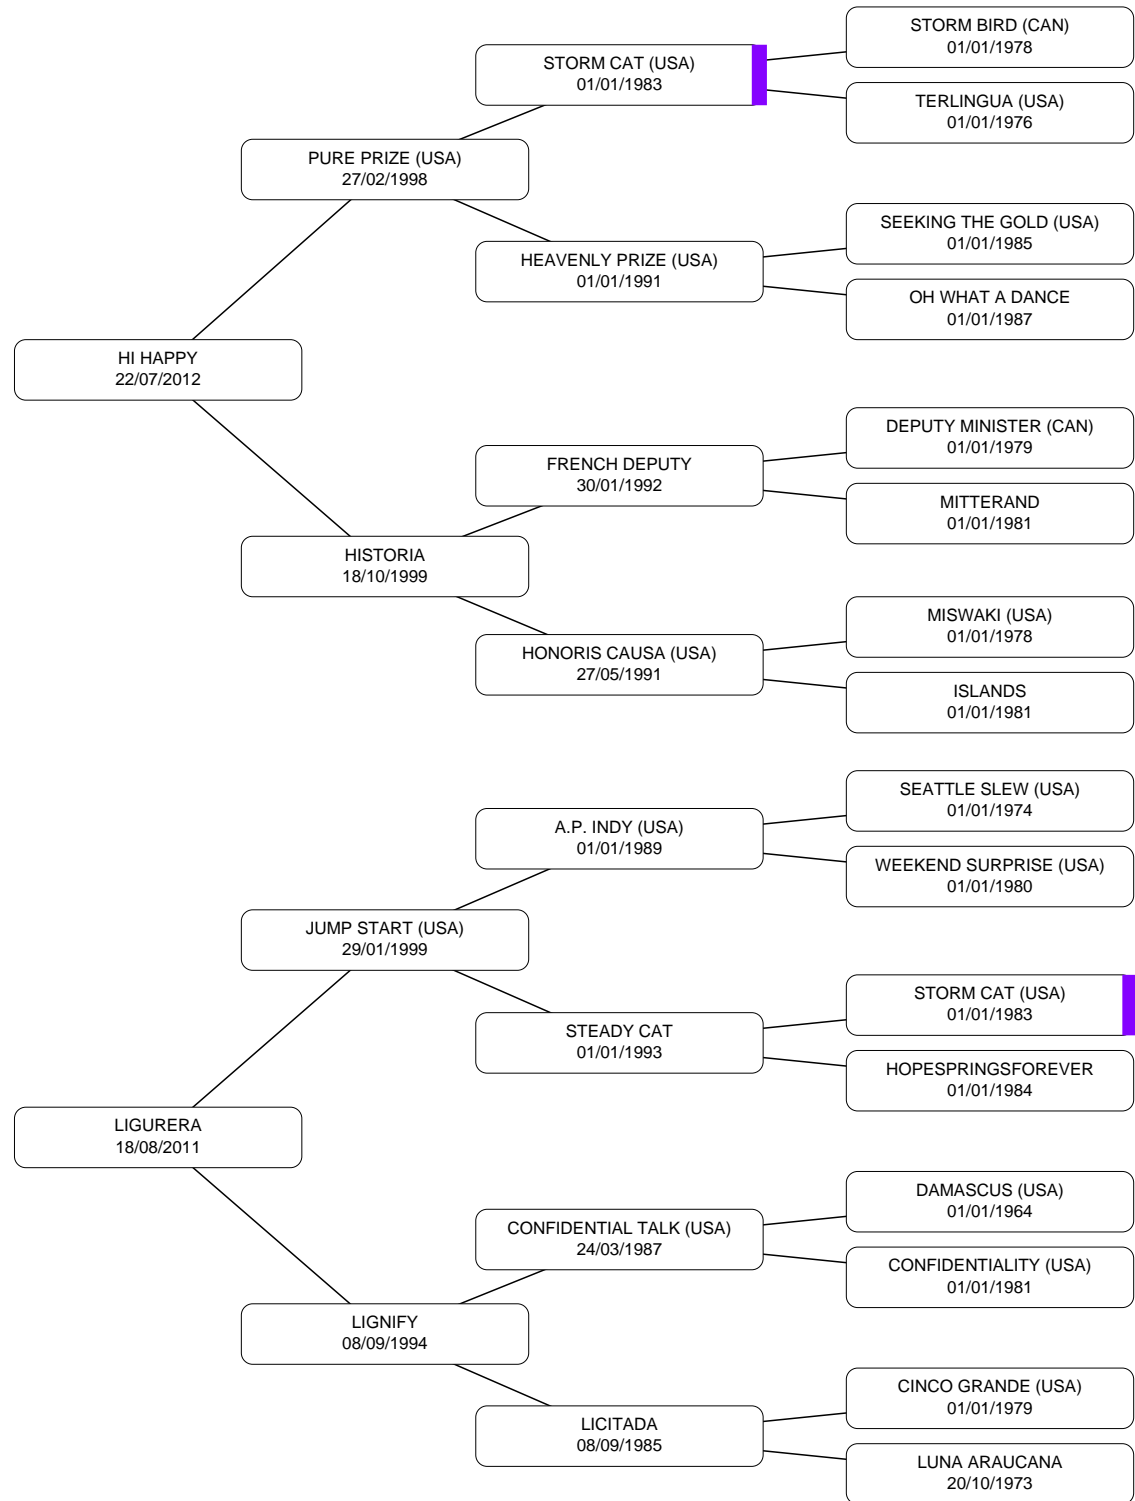 STORM BIRD (CAN)
01/01/1978
STORM CAT (USA)
01/01/1983
TERLINGUA (USA)
01/01/1976
PURE PRIZE (USA)
27/02/1998
SEEKING THE GOLD (USA)
01/01/1985
HEAVENLY PRIZE (USA)
01/01/1991
OH WHAT A DANCE
01/01/1987
HI HAPPY
22/07/2012
DEPUTY MINISTER (CAN)
01/01/1979
FRENCH DEPUTY
30/01/1992
MITTERAND
01/01/1981
HISTORIA
18/10/1999
MISWAKI (USA)
01/01/1978
HONORIS CAUSA (USA)
27/05/1991
ISLANDS
01/01/1981
SEATTLE SLEW (USA)
01/01/1974
A.P. INDY (USA)
01/01/1989
WEEKEND SURPRISE (USA)
01/01/1980
JUMP START (USA)
29/01/1999
STORM CAT (USA)
01/01/1983
STEADY CAT
01/01/1993
HOPESPRINGSFOREVER
01/01/1984
LIGURERA
18/08/2011
DAMASCUS (USA)
01/01/1964
CONFIDENTIAL TALK (USA)
24/03/1987
CONFIDENTIALITY (USA)
01/01/1981
LIGNIFY
08/09/1994
CINCO GRANDE (USA)
01/01/1979
LICITADA
08/09/1985
LUNA ARAUCANA
20/10/1973